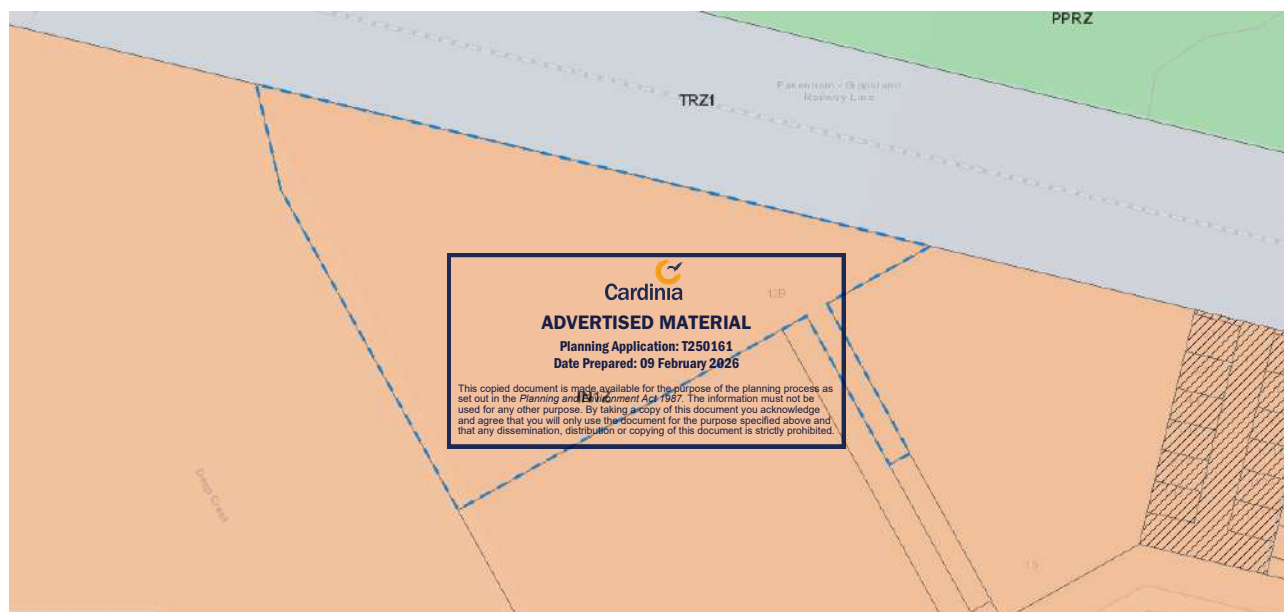 PPRZ
Pakenham - Gippsland
Railway Line
TRZ1
Cardinia
ADVERTISED MATERIAL
Planning Application: T250161
Date Prepared: 09 February 2026
This copied document is made available for the purpose of the planning process as
set out in the Planning and Environment Act 1987. The information must not be
used for any other purpose. By taking a copy of this document you acknowledge
and agree that you will only use the document for the purpose specified above and
that any dissemination, distribution or copying of this document is strictly prohibited.
IN1Z
Creek
15